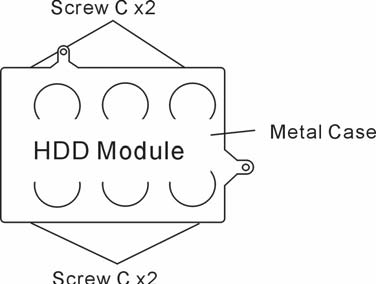 Screw C x2
Metal Case
HDD Module
Screw C x2